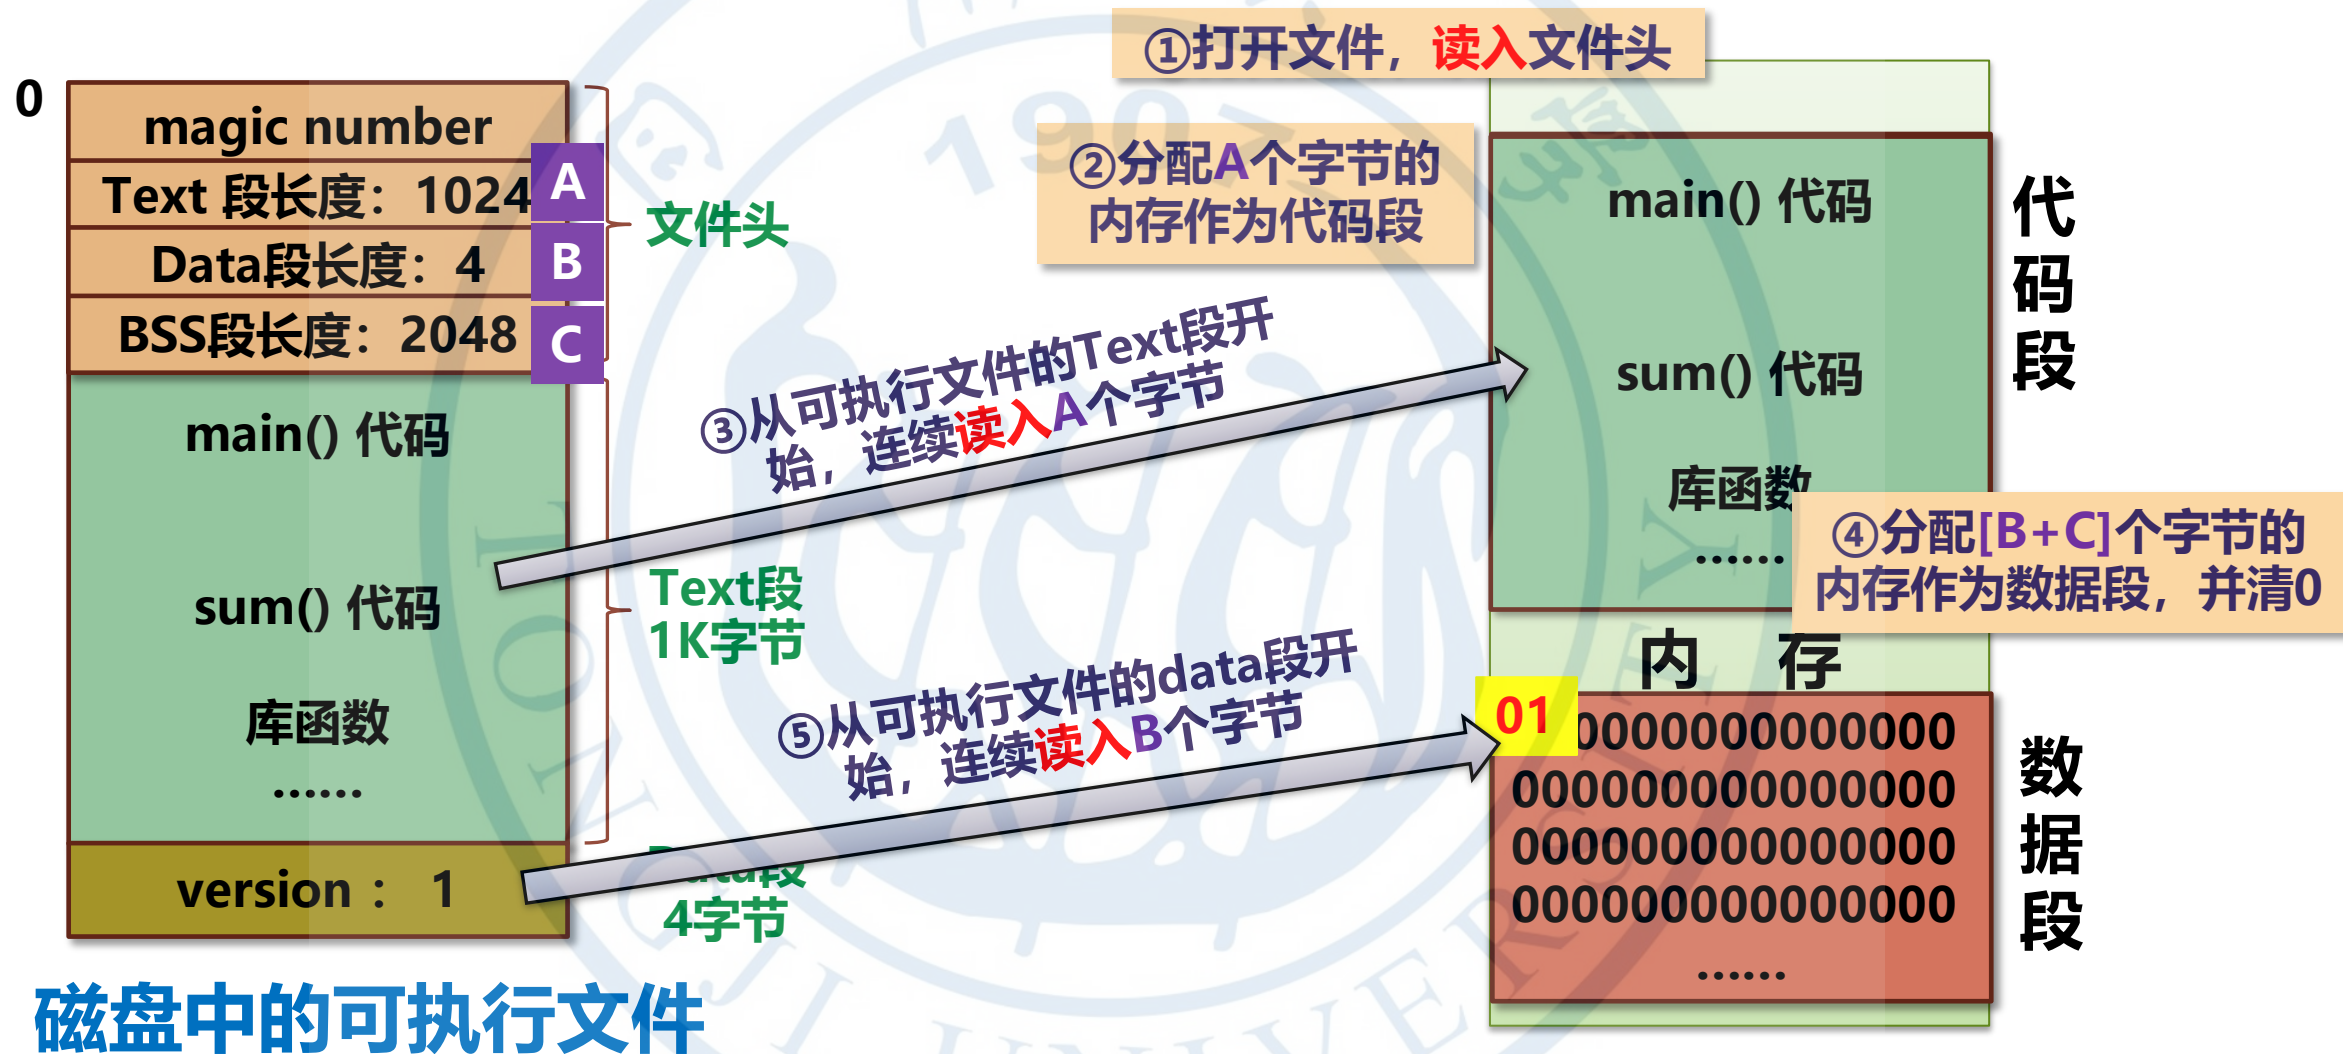 ①打开文件，读入文件头
0
magic number
Text 段长度：1024
A
Data段长度：4
B
BSS段长度：2048
C
文件头
②分配A个字节的
内存作为代码段
main() 代码
sum() 代码
库函数
......
代码段
③从可执行文件的Text段开
始，连续读入A个字节
main() 代码
sum() 代码
库函数
......
Text段
1K字节
④分配[B+C]个字节的
内存作为数据段，并清0
内 存
⑤从可执行文件的data段开
始，连续读入B个字节
version： 1
4字节
01
0000000000000
000000000000000
000000000000000
000000000000000
......
数据段
磁盘中的可执行文件
1907
TONGJI UNIVERSITY